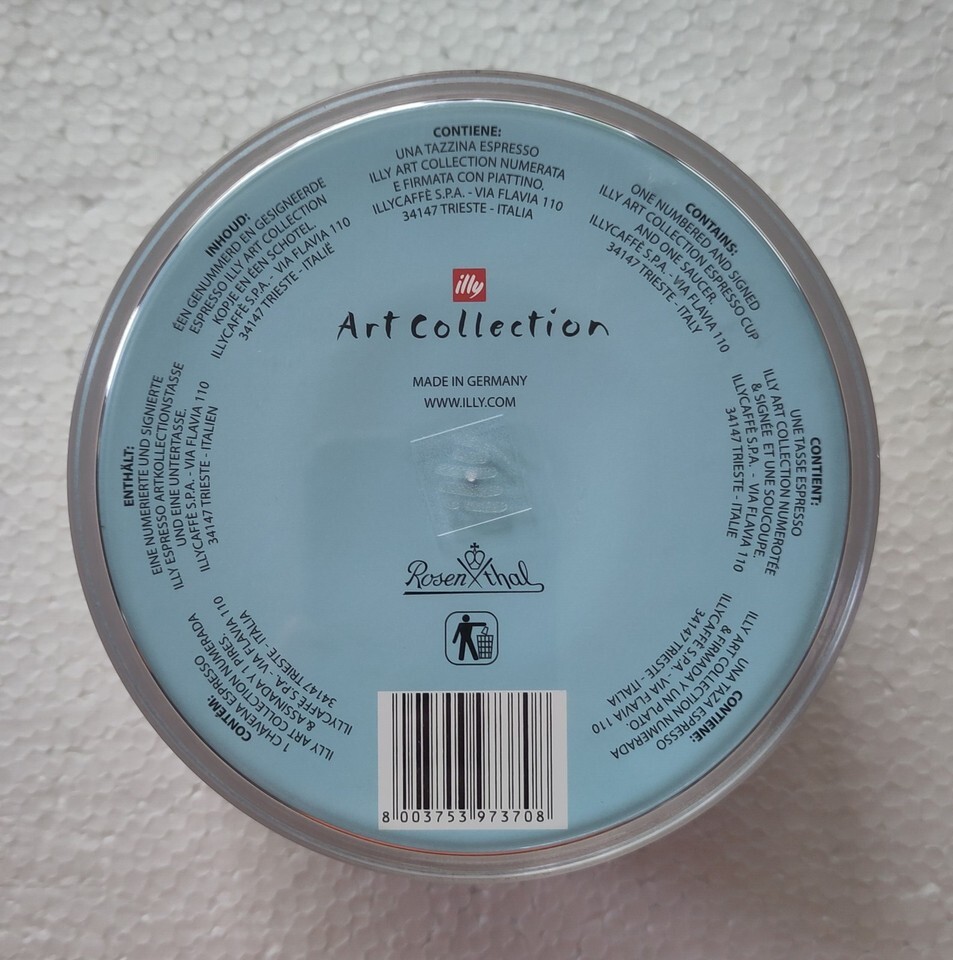 CONTIENE:
UNA TAZZINA ESPRESSO
ILLY ART COLLECTION NUMERATA
E FIRMATA CON PIATTINO.
ILLYCAFFÈ S.P.A. - VIA FLAVIA 110
34147 TRIESTE - ITALIA
CONTAINS:
ONE NUMBERED AND SIGNED
ILLY ART COLLECTION ESPRESSO CUP
AND ONE SAUCER.
ILLYCAFFÈ S.P.A. - VIA FLAVIA 110
34147 TRIESTE - ITALY
CONTIENT:
UNE TASSE ESPRESSO
ILLY ART COLLECTION NUMEROTÉE
& SIGNÉE ET UNE SOUCOUPE.
ILLYCAFFÈ S.P.A. - VIA FLAVIA 110
34147 TRIESTE - ITALIE
CONTIENE:
UNA TAZA ESPRESSO
ILLY ART COLLECTION NUMERADA
& FIRMADA Y UN PLATO.
ILLYCAFFÈ S.P.A. - VIA FLAVIA 110
34147 TRIESTE - ITALIA
CONTÉM:
1 CHAVENA ESPRESSO
ILLY ART COLLECTION NUMERADA
& ASSINADA Y 1 PIRES.
ILLYCAFFÈ S.P.A. - VIA FLAVIA 110
34147 TRIESTE - ITALIA
ENTHÄLT:
EINE NUMERIERTE UND SIGNIERTE
ILLY ESPRESSO ARTKOLLECTIONSTASSE
UND EINE UNTERTASSE.
ILLYCAFFÈ S.P.A. - VIA FLAVIA 110
34147 TRIESTE - ITALIEN
INHOUD:
ÉEN GENUMMERD EN GESIGNEERDE
ESPRESSO ILLY ART COLLECTION
KOPJE EN ÉÉN SCHOTEL.
ILLYCAFFÈ S.P.A. - VIA FLAVIA 110
34147 TRIESTE - ITALIË
illy
Art Collection
MADE IN GERMANY
WWW.ILLY.COM
Rosenthal
8 003753 973708